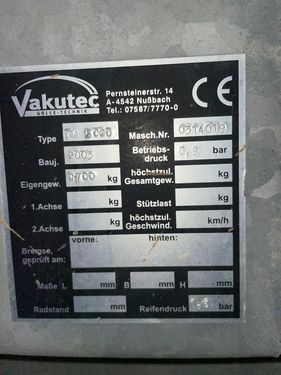 Vakutec
GÜLLE-TECHNIK
Pernsteinerstr. 14
A-4542 Nußbach
Tel.: 07587/7770-0
CE
Type Masch.Nr. 0314019
Bauj. 2003 Betriebs- druck bar
Eigengew. kg höchstzul. Gesamtgew. kg
1.Achse kg Stützlast kg
2.Achse kg höchstzul. Geschwind. km/h
Bremse, geprüft am: vorne: hinten:
Maße L mm B mm H mm
Radstand mm Reifendruck bar